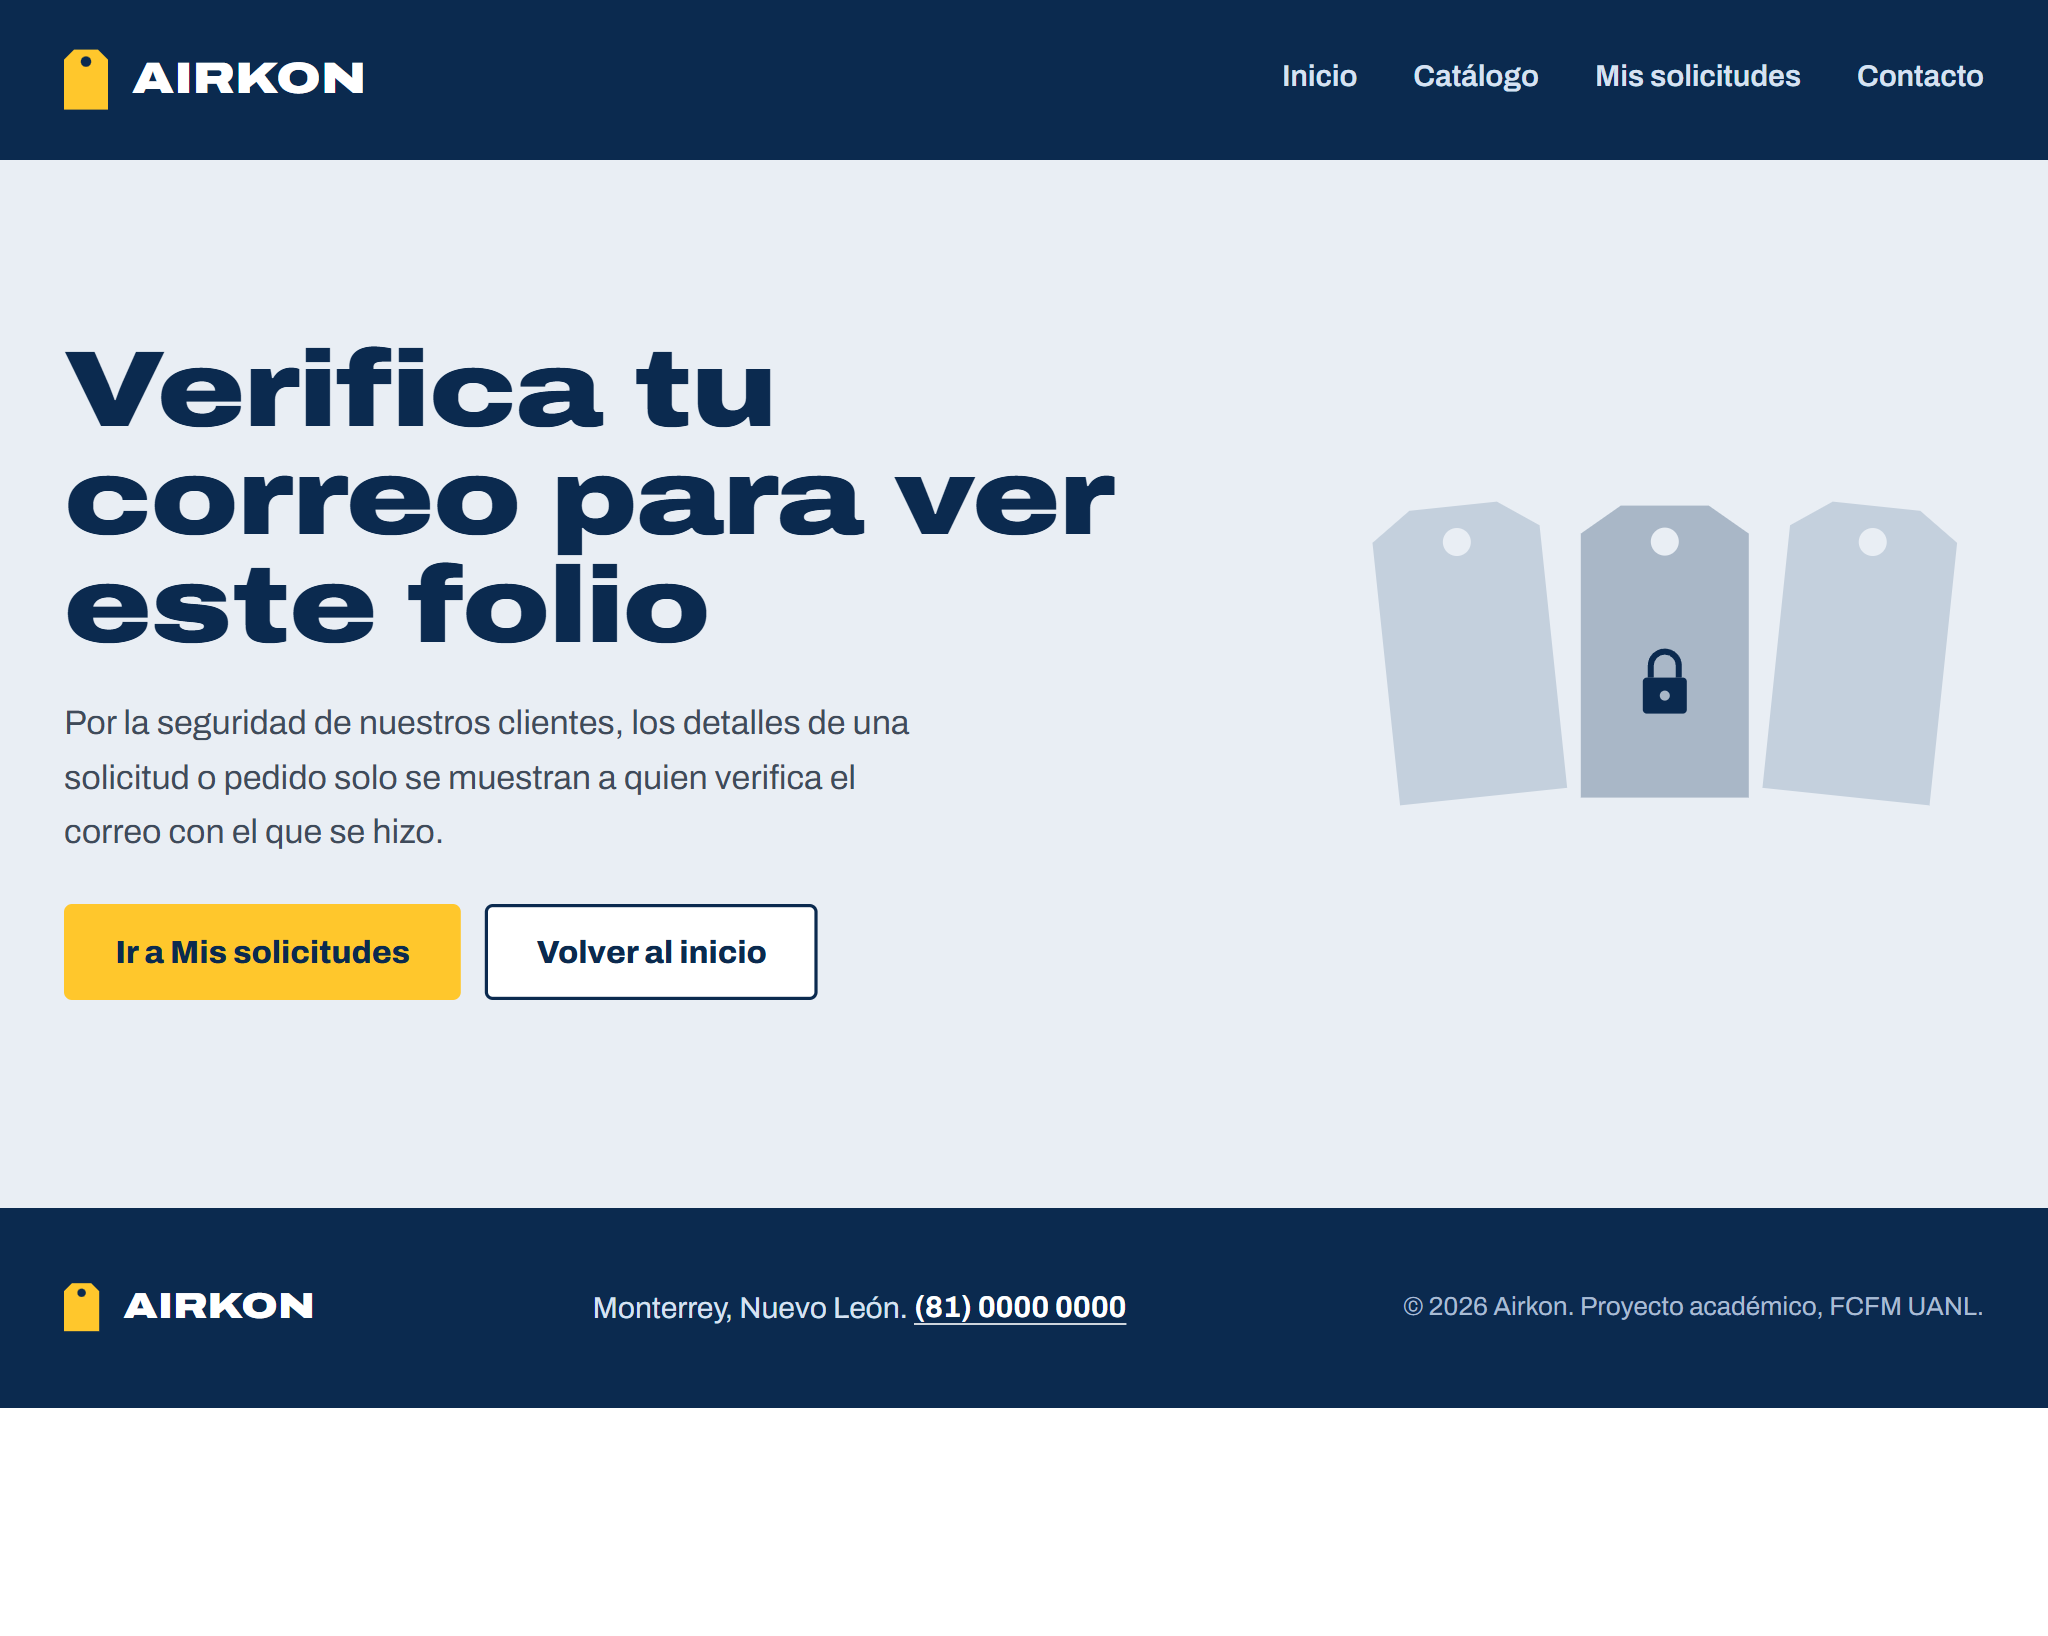 AIRKON
Inicio Catálogo Mis solicitudes Contacto
Verifica tu
correo para ver
este folio
Por la seguridad de nuestros clientes, los detalles de una
solicitud o pedido solo se muestran a quien verifica el
correo con el que se hizo.
Ir a Mis solicitudes
Volver al inicio
AIRKON
Monterrey, Nuevo León. (81) 0000 0000
© 2026 Airkon. Proyecto académico, FCFM UANL.